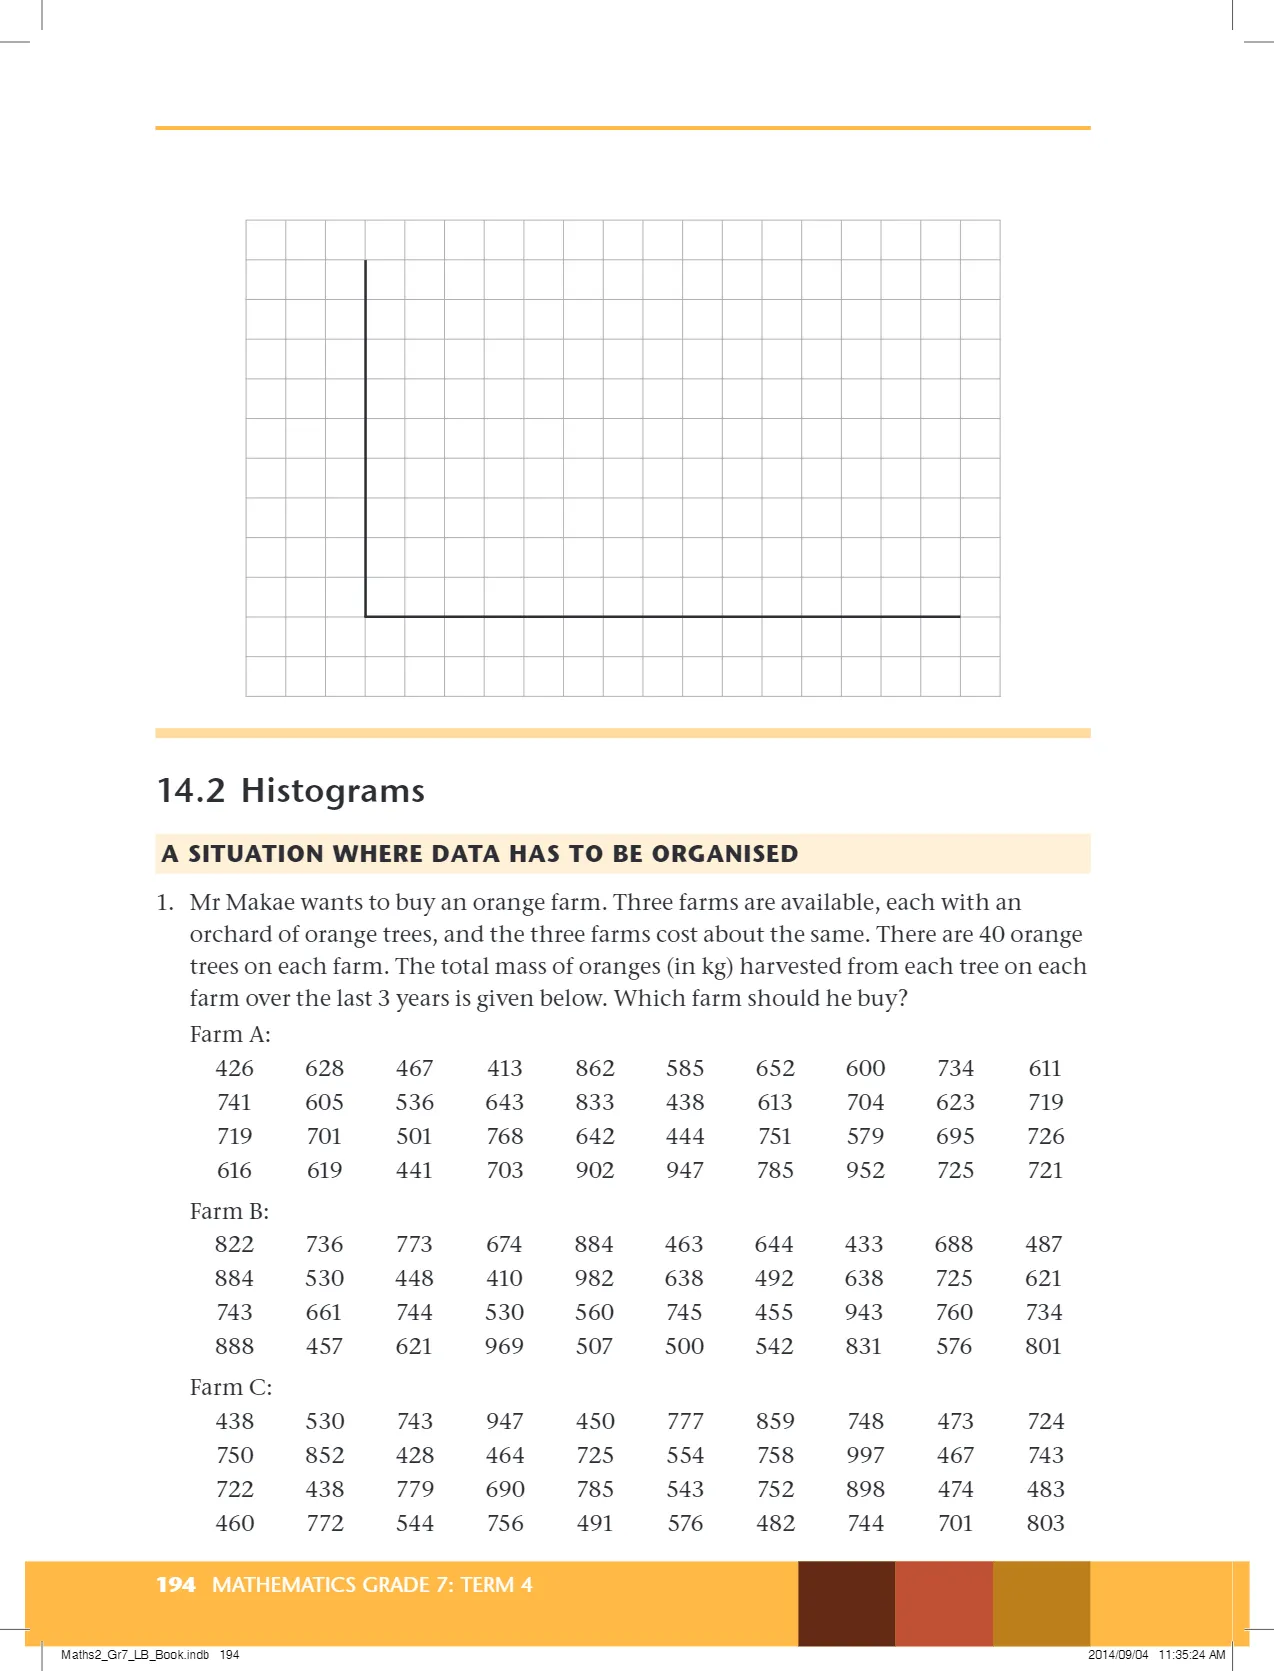 14.2 Histograms
A SITUATION WHERE DATA HAS TO BE ORGANISED
1. Mr Makae wants to buy an orange farm. Three farms are available, each with an
orchard of orange trees, and the three farms cost about the same. There are 40 orange
trees on each farm. The total mass of oranges (in kg) harvested from each tree on each
farm over the last 3 years is given below. Which farm should he buy?
Farm A:
426 628 467 413 862 585 652 600 734 611
741 605 536 643 833 438 613 704 623 719
719 701 501 768 642 444 751 579 695 726
616 619 441 703 902 947 785 952 725 721
Farm B:
822 736 773 674 884 463 644 433 688 487
884 530 448 410 982 638 492 638 725 621
743 661 744 530 560 745 455 943 760 734
888 457 621 969 507 500 542 831 576 801
Farm C:
438 530 743 947 450 777 859 748 473 724
750 852 428 464 725 554 758 997 467 743
722 438 779 690 785 543 752 898 474 483
460 772 544 756 491 576 482 744 701 803
194 MATHEMATICS GRADE 7: TERM 4
Maths2_Gr7_LB_Book.indb 194 2014/09/04 11:35:24 AM